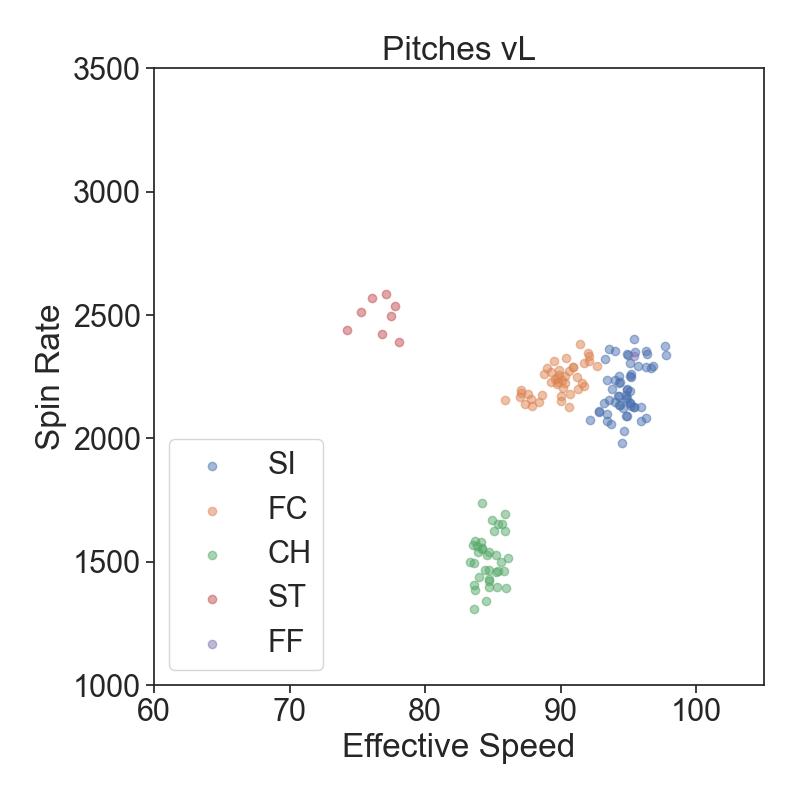 Pitches vL
3500
3000
2500
2000
1500
1000
Spin Rate
SI
FC
CH
ST
FF
60 70 80 90 100
Effective Speed